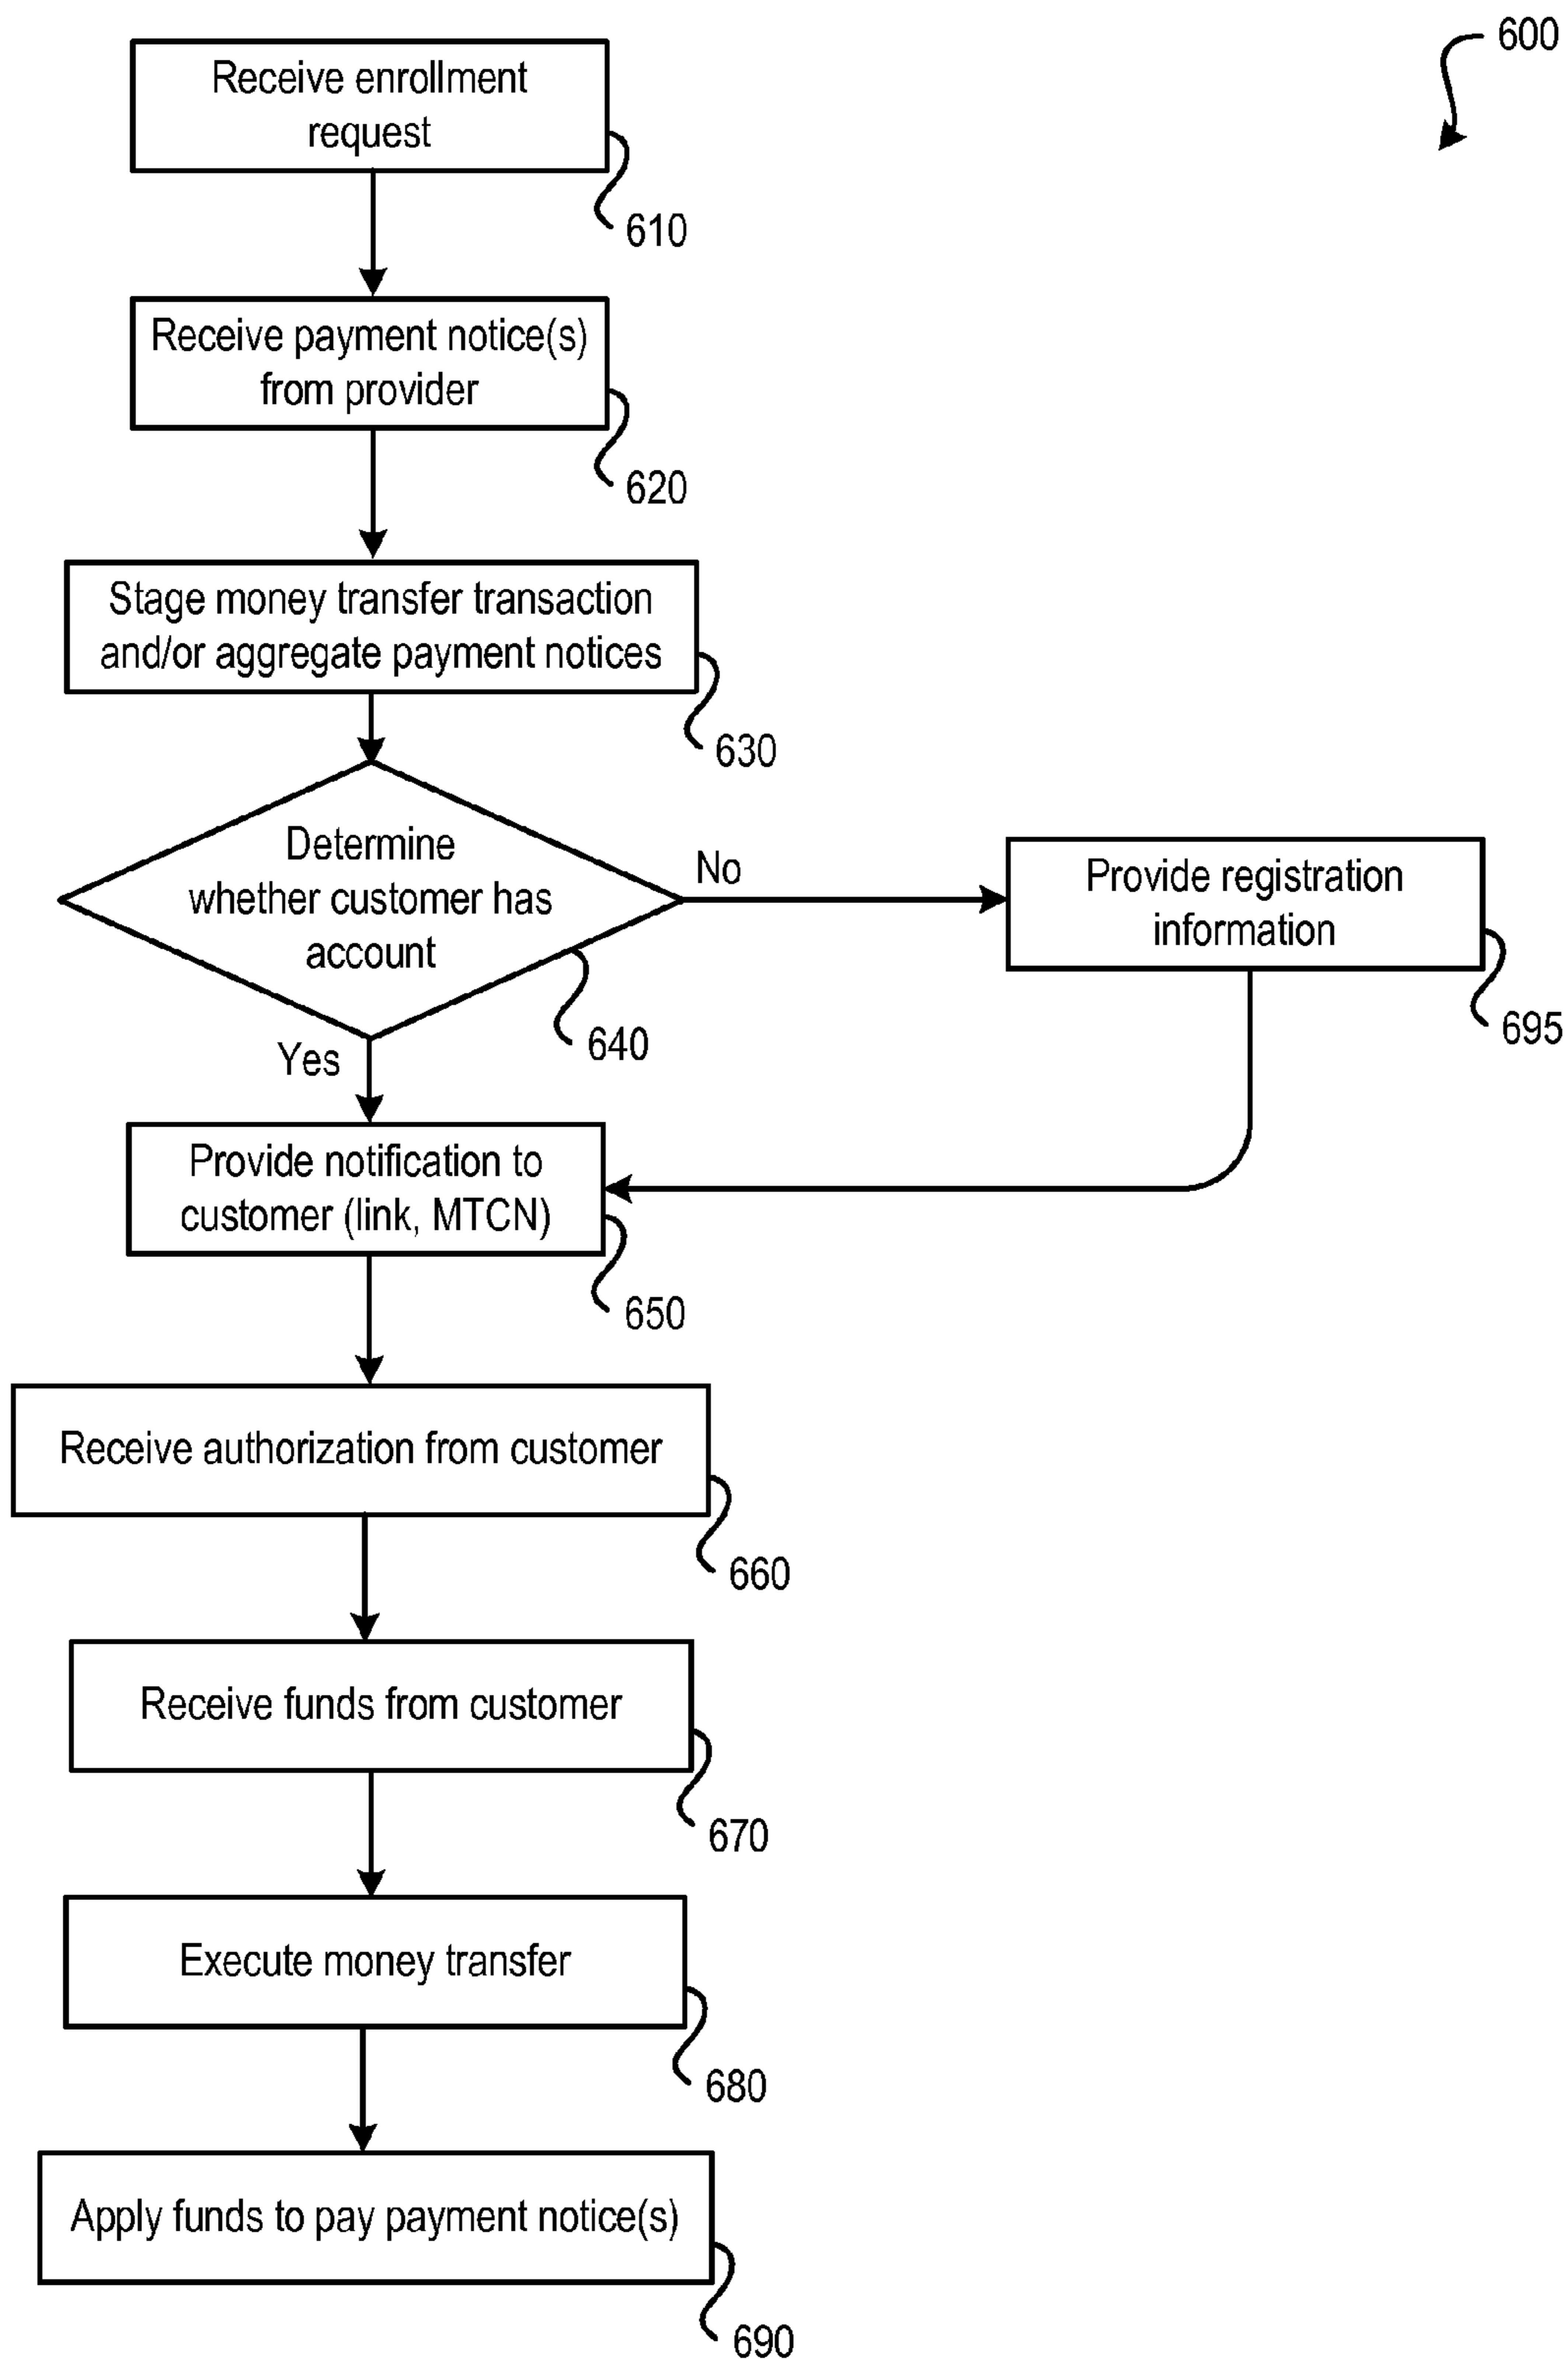 600
Receive enrollment
request
610
Receive payment notice(s)
from provider
620
Stage money transfer transaction
and/or aggregate payment notices
630
Determine
whether customer has
account
640
No
Provide registration
information
695
Yes
Provide notification to
customer (link, MTCN)
650
Receive authorization from customer
660
Receive funds from customer
670
Execute money transfer
680
Apply funds to pay payment notice(s)
690